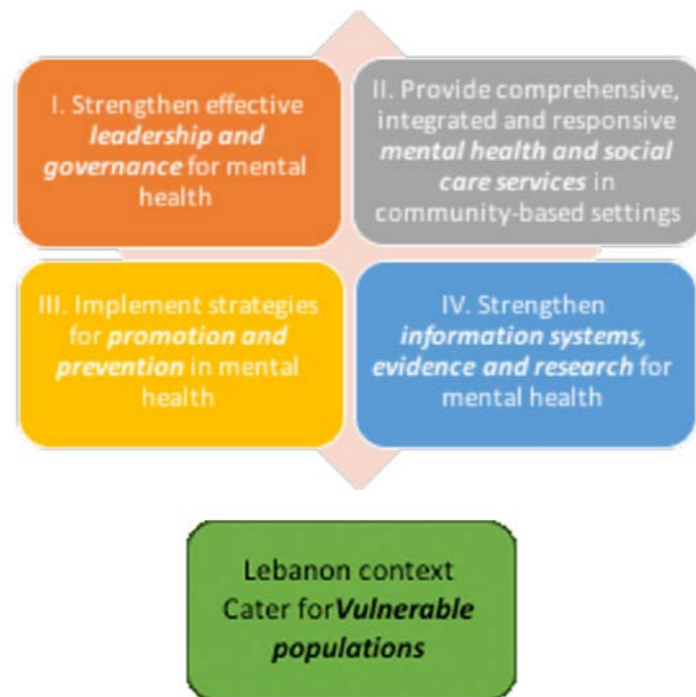 I. Strengthen effective
leadership and
governance for mental
health
II. Provide comprehensive,
integrated and responsive
mental health and social
care services in
community-based settings
III. Implement strategies
for promotion and
prevention in mental
health
IV. Strengthen
information systems,
evidence and research for
mental health
Lebanon context
Cater forVulnerable
populations